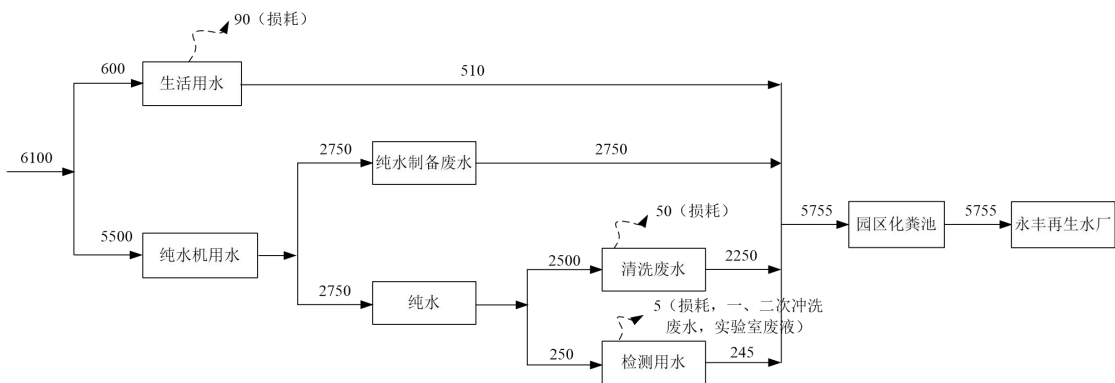 90（损耗）
600
生活用水
510
6100
2750
纯水制备废水
2750
50（损耗）
5755
园区化粪池
5755
永丰再生水厂
5500
纯水机用水
2500
清洗废水
2250
2750
纯水
5（损耗，一、二次冲洗
废水，实验室废液）
250
检测用水
245